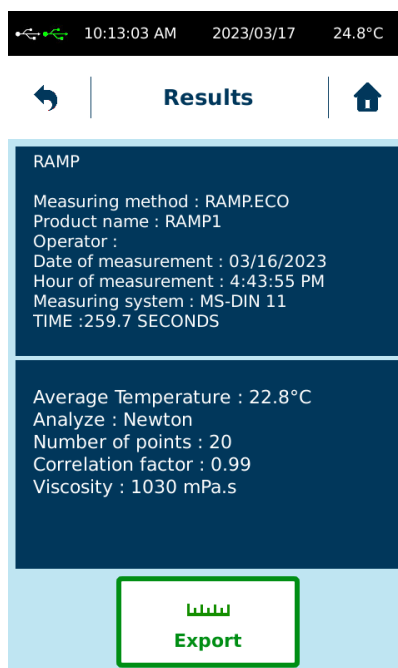 10:13:03 AM 2023/03/17 24.8°C
Results
RAMP
Measuring method : RAMP.ECO
Product name : RAMP1
Operator :
Date of measurement : 03/16/2023
Hour of measurement : 4:43:55 PM
Measuring system : MS-DIN 11
TIME :259.7 SECONDS
Average Temperature : 22.8°C
Analyze : Newton
Number of points : 20
Correlation factor : 0.99
Viscosity : 1030 mPa.s
Export